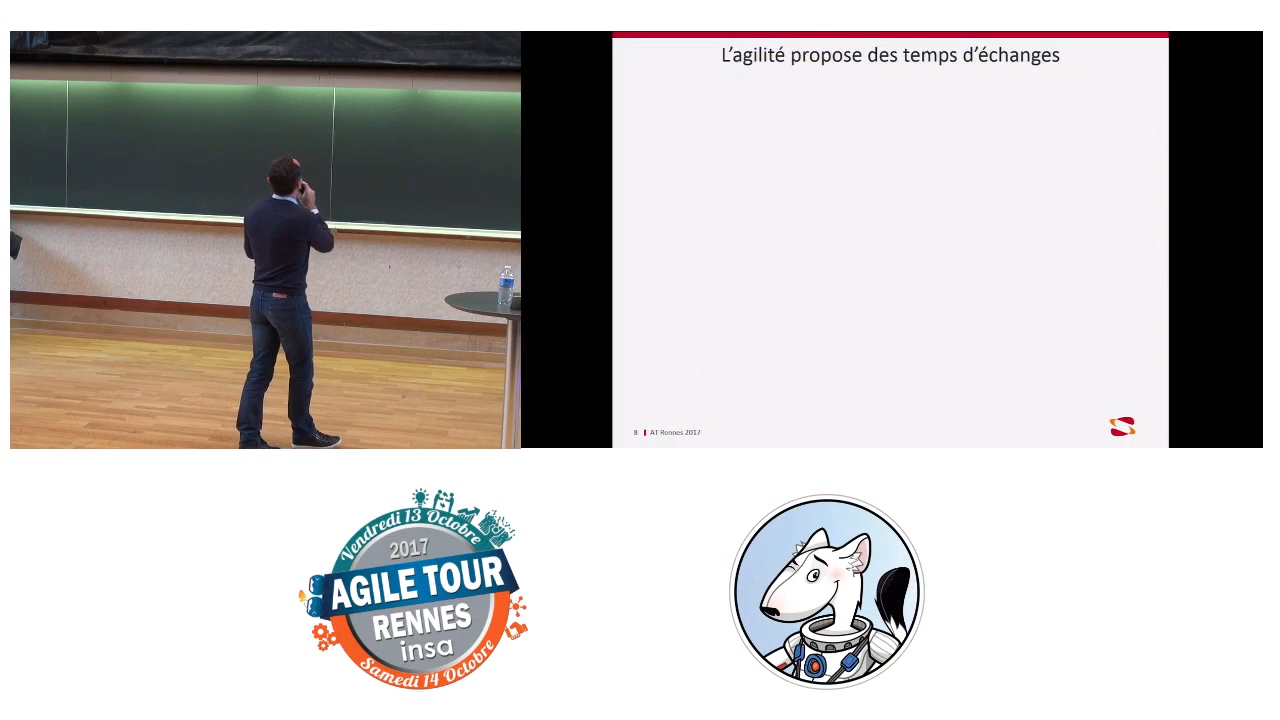 L’agilité propose des temps d’échanges
8 AT Rennes 2017
Vendredi 13 Octobre
2017
AGILE TOUR
RENNES
insa
Samedi 14 Octobre